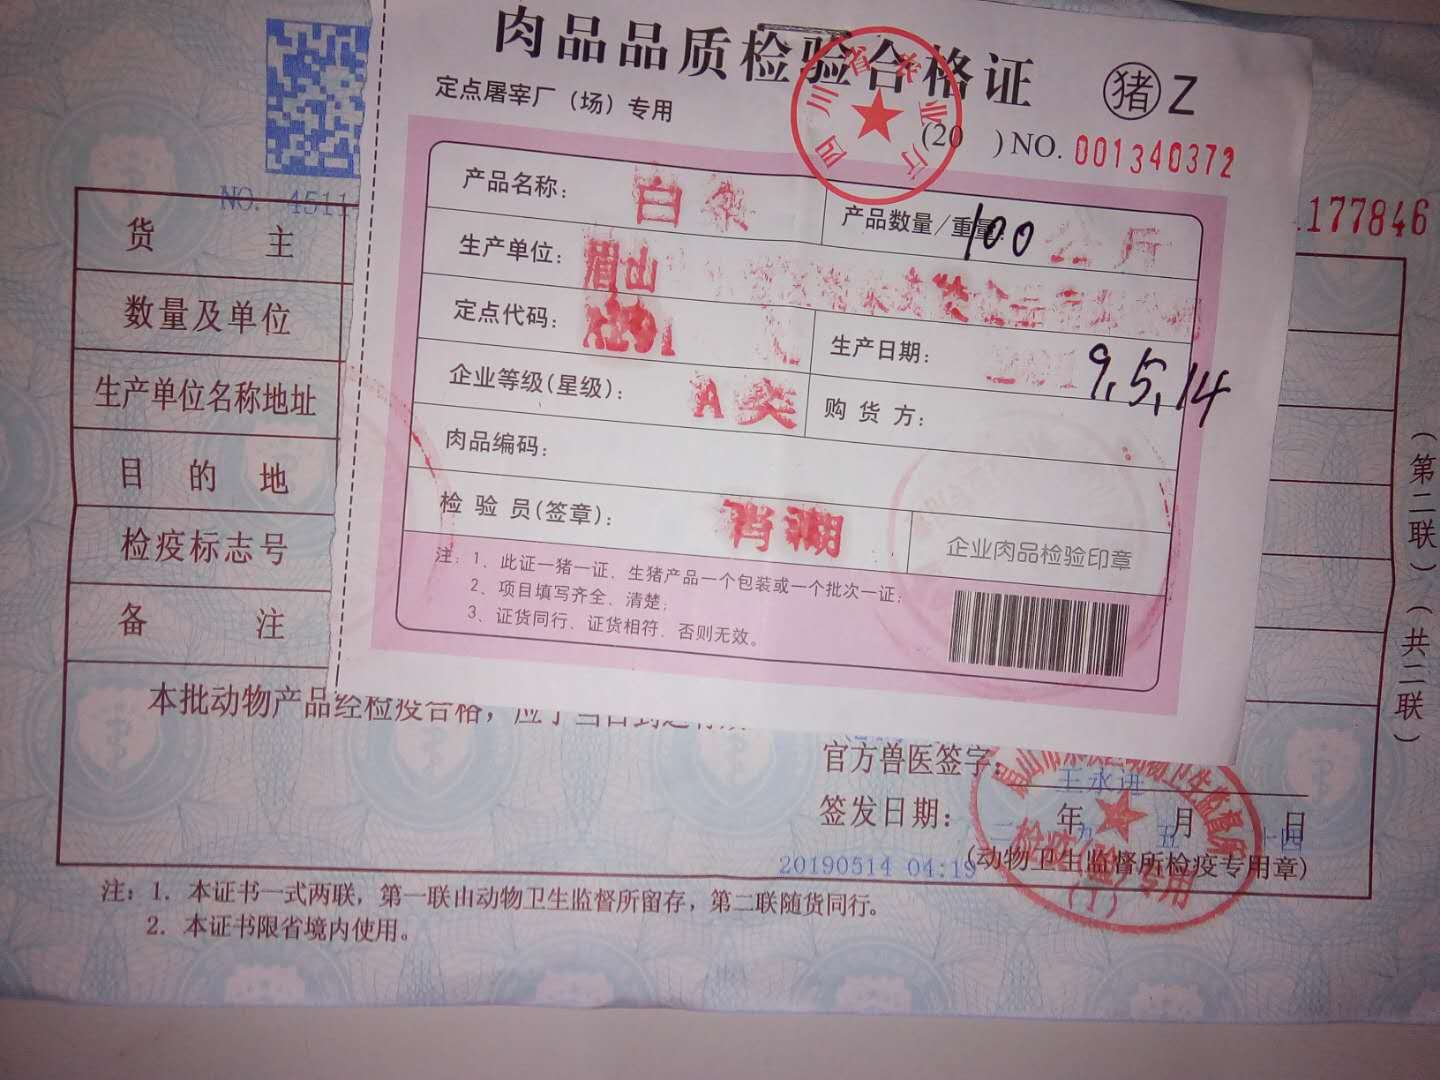 肉品品质检验合格证
猪 Z
定点屠宰厂（场）专用
四川省农业厅
(20 ) NO. 001340372
产品名称：白条
产品数量/重量：100 公斤
生产单位：眉山
定点代码：
生产日期： 9.5.14
企业等级(星级)：A类
购货方：
肉品编码：
检验员(签章)：肖湖
企业肉品检验印章
注：1、此证一猪一证、生猪产品一个包装或一个批次一证；
2、项目填写齐全、清楚；
3、证货同行、证货相符、否则无效。
NO. 4511
177846
货主
数量及单位
生产单位名称地址
目的地
检疫标志号
备注
本批动物产品经检疫合格，应于当日到达有效
官方兽医签字：王永进
签发日期： 年 五 月 十四 日
20190514 04:19
(动物卫生监督所检疫专用章)
注：1. 本证书一式两联，第一联由动物卫生监督所留存，第二联随货同行。
2. 本证书限省境内使用。
（第二联）（共二联）